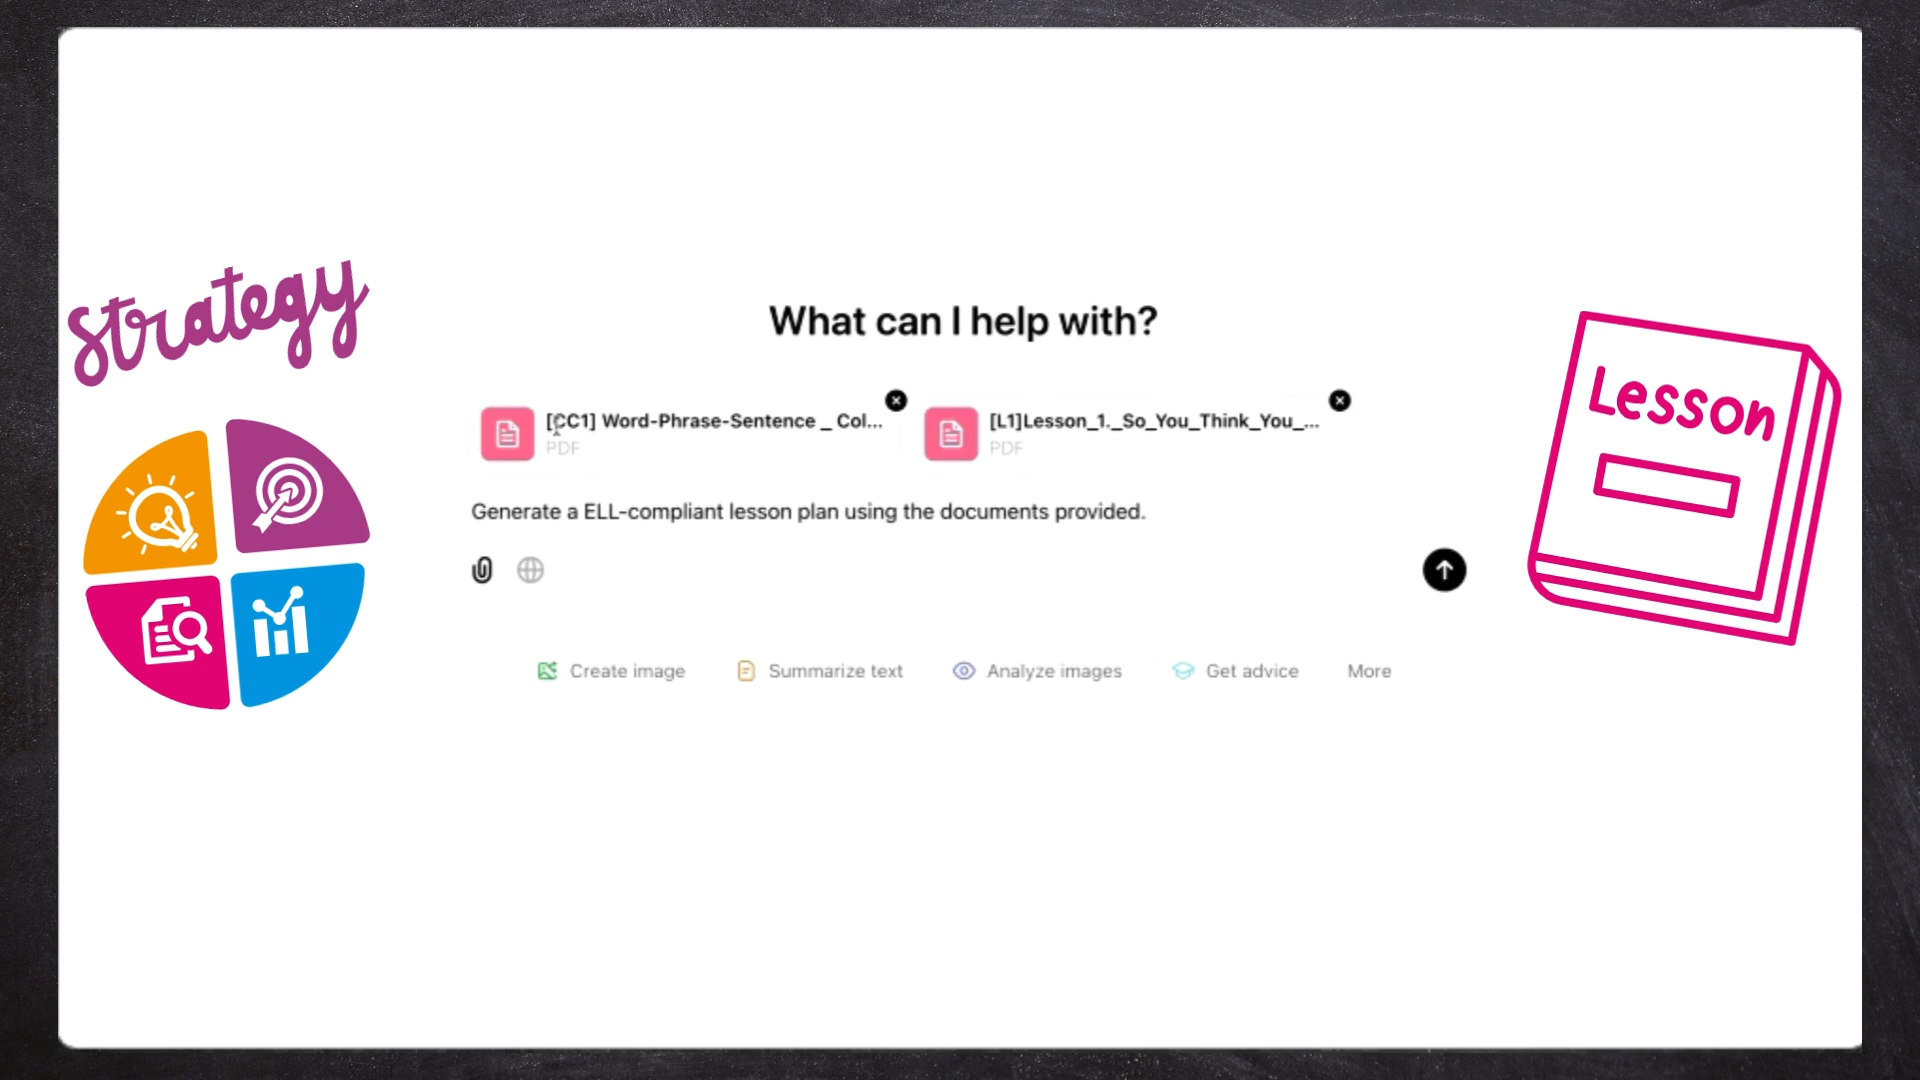 Strategy
What can I help with?
[CC1] Word-Phrase-Sentence _ Col...
PDF
[L1]Lesson_1._So_You_Think_You_...
PDF
Generate a ELL-compliant lesson plan using the documents provided.
Create image
Summarize text
Analyze images
Get advice
More
Lesson